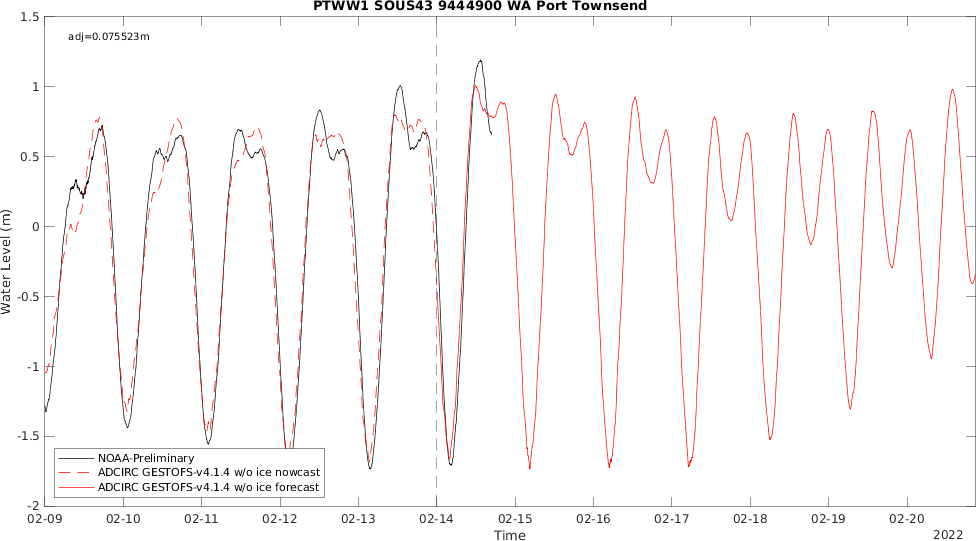 PTWW1 SOUS43 9444900 WA Port Townsend
adj=0.075523m
1.5
1
0.5
0
-0.5
-1
-1.5
-2
Water Level (m)
NOAA-Preliminary
ADCIRC GESTOFS-v4.1.4 w/o ice nowcast
ADCIRC GESTOFS-v4.1.4 w/o ice forecast
02-09 02-10 02-11 02-12 02-13 02-14 02-15 02-16 02-17 02-18 02-19 02-20
Time
2022